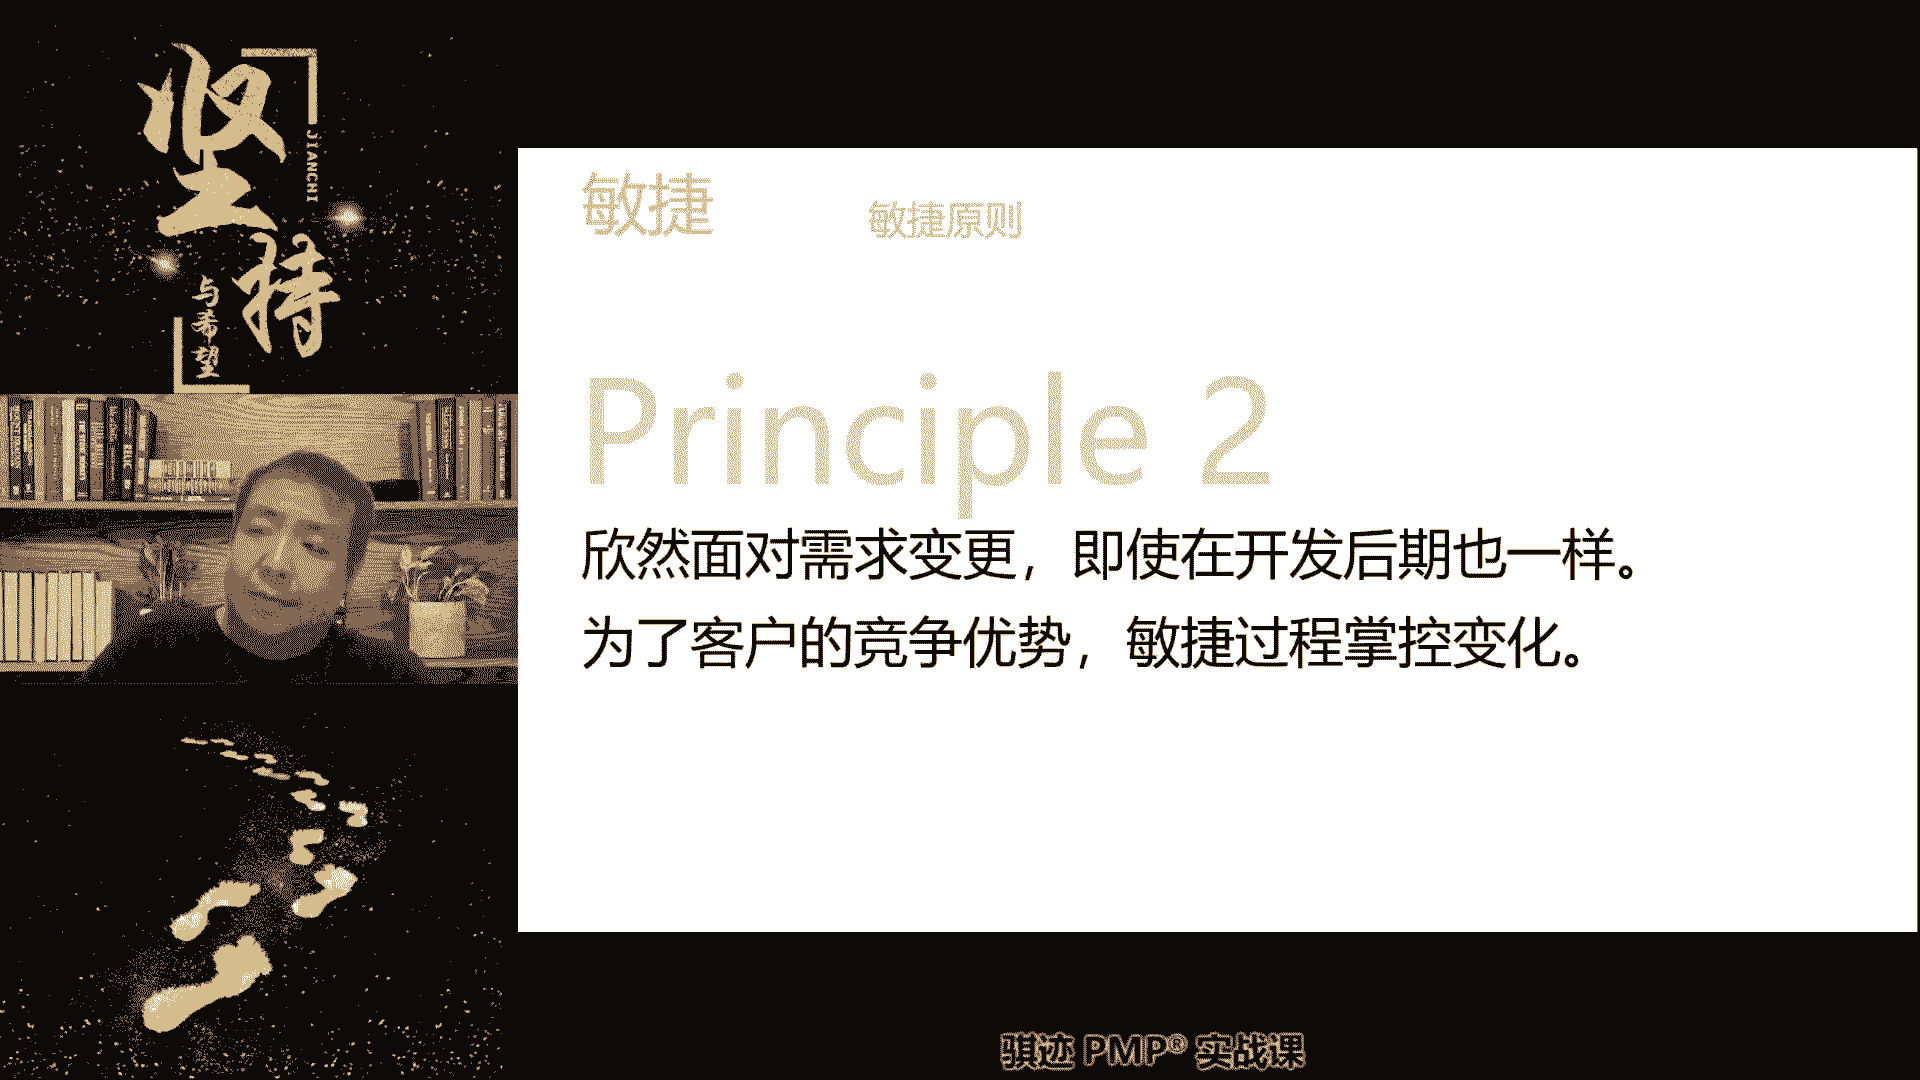 坚持
JIANCHI
与希望
敏捷
敏捷原则
Principle 2
欣然面对需求变更，即使在开发后期也一样。
为了客户的竞争优势，敏捷过程掌控变化。
骐迹 PMP® 实战课